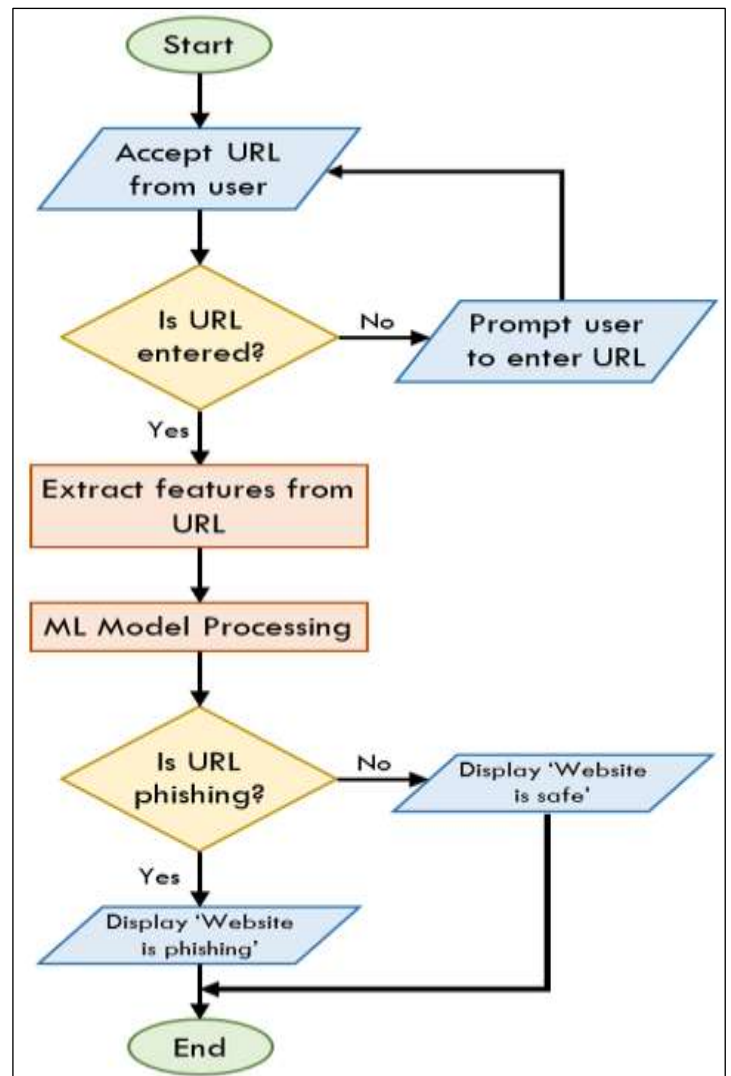 Start
Accept URL
from user
Is URL
entered?
No
Prompt user
to enter URL
Yes
Extract features from
URL
ML Model Processing
Is URL
phishing?
No
Display ‘Website
is safe’
Yes
Display ‘Website
is phishing’
End